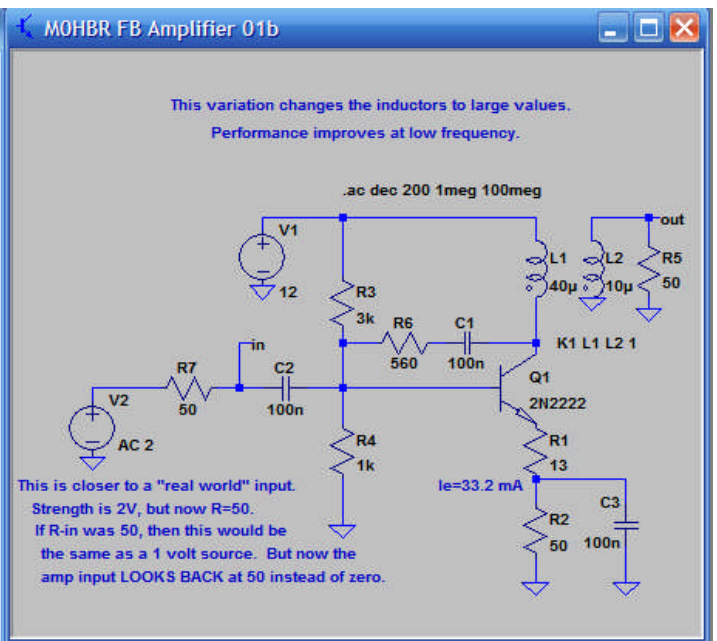 M0HBR FB Amplifier 01b
This variation changes the inductors to large values.
Performance improves at low frequency.
.ac dec 200 1meg 100meg
V1
12
out
L1
40µ
L2
10µ
R5
50
R3
3k
R6
560
C1
100n
K1 L1 L2 1
in
R7
50
C2
100n
Q1
2N2222
V2
AC 2
R4
1k
R1
13
Ie=33.2 mA
C3
100n
R2
50
This is closer to a "real world" input.
Strength is 2V, but now R=50.
If R-in was 50, then this would be
the same as a 1 volt source. But now the
amp input LOOKS BACK at 50 instead of zero.